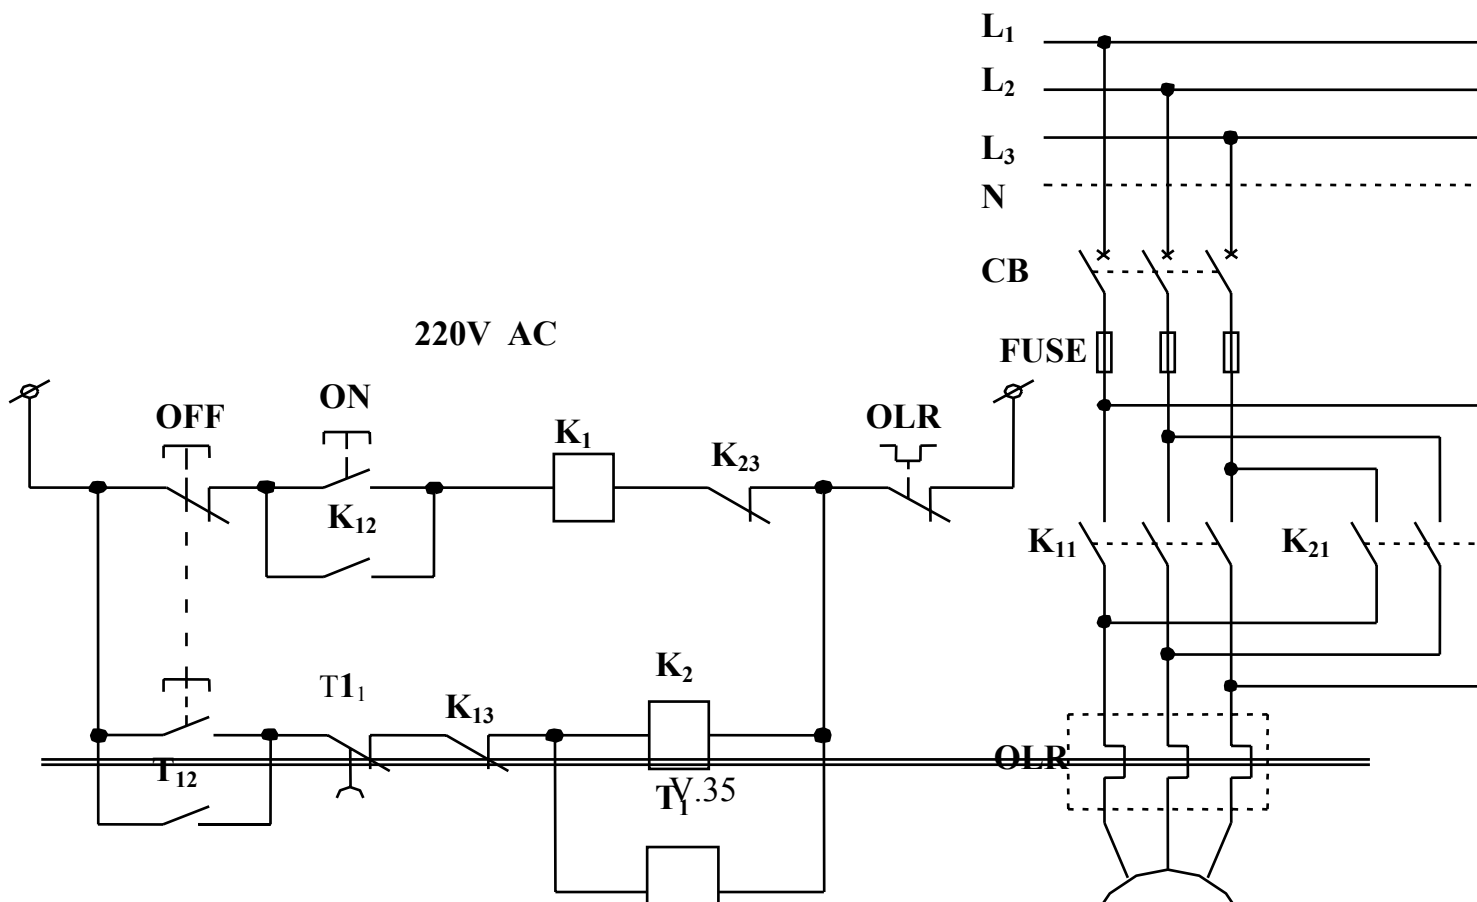 L₁
L₂
L₃
N
CB
220V AC
FUSE
ON
OFF
OLR
K₁
K₂₃
K₁₂
K₁₁
K₂₁
K₂
T1₁
K₁₃
OLR
T₁₂
T₁
V.35